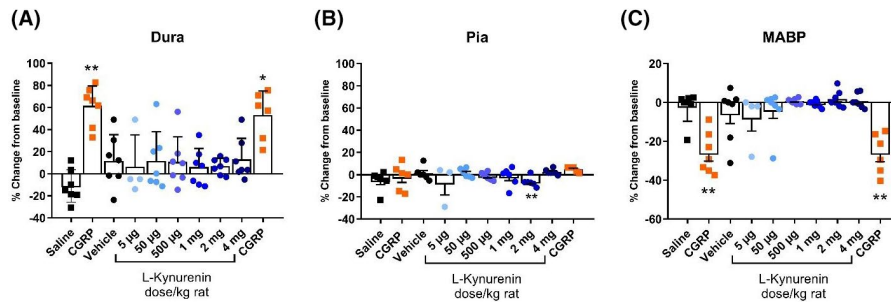 (A)
Dura
% Change from baseline
100
80
60
40
20
0
-20
-40
**
*
Saline
CGRP
Vehicle
5 µg
50 µg
500 µg
1 mg
2 mg
4 mg
CGRP
L-Kynurenin
dose/kg rat
(B)
Pia
% Change from baseline
100
80
60
40
20
0
-20
-40
**
Saline
CGRP
Vehicle
5 µg
50 µg
500 µg
1 mg
2 mg
4 mg
CGRP
L-Kynurenin
dose/kg rat
(C)
MABP
% Change from baseline
20
0
-20
-40
-60
**
**
Saline
CGRP
Vehicle
5 µg
50 µg
500 µg
1 mg
2 mg
4 mg
CGRP
L-Kynurenin
dose/kg rat